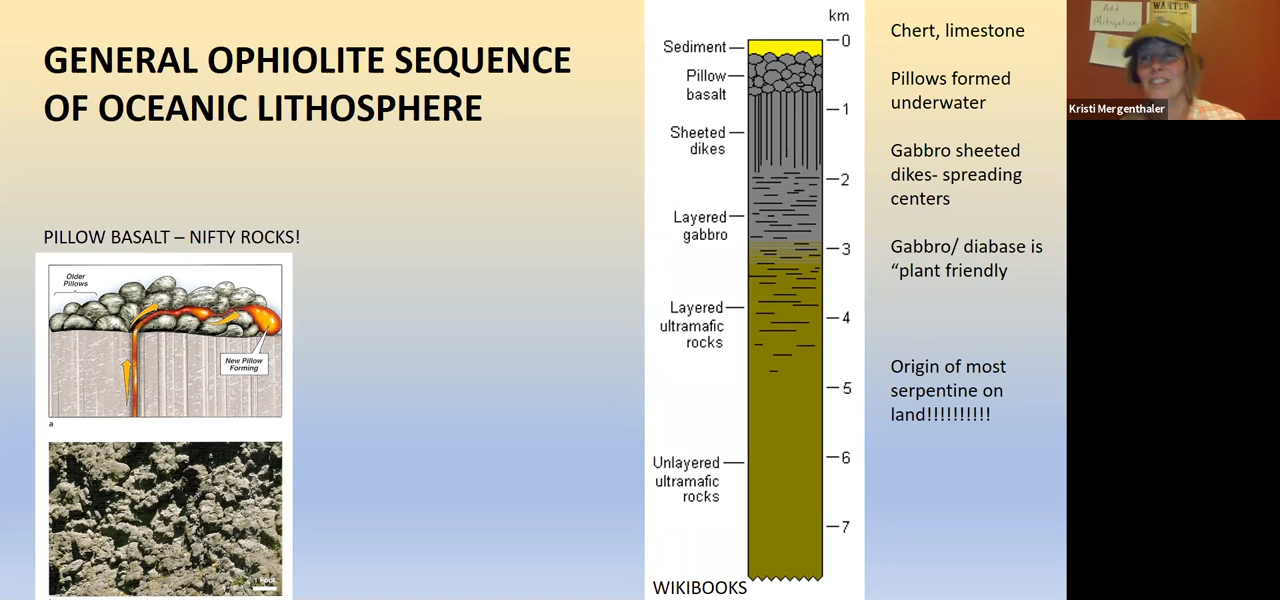 GENERAL OPHIOLITE SEQUENCE
OF OCEANIC LITHOSPHERE
PILLOW BASALT – NIFTY ROCKS!
Older
Pillows
New Pillow
Forming
a
1 Foot
km
Sediment
0
Pillow
basalt
1
Sheeted
dikes
2
Layered
gabbro
3
Layered
ultramafic
rocks
4
5
Unlayered
ultramafic
rocks
6
7
WIKIBOOKS
Chert, limestone
Pillows formed
underwater
Gabbro sheeted
dikes- spreading
centers
Gabbro/ diabase is
“plant friendly
Origin of most
serpentine on
land!!!!!!!!!!
Add
WANTED
Kristi Mergenthaler